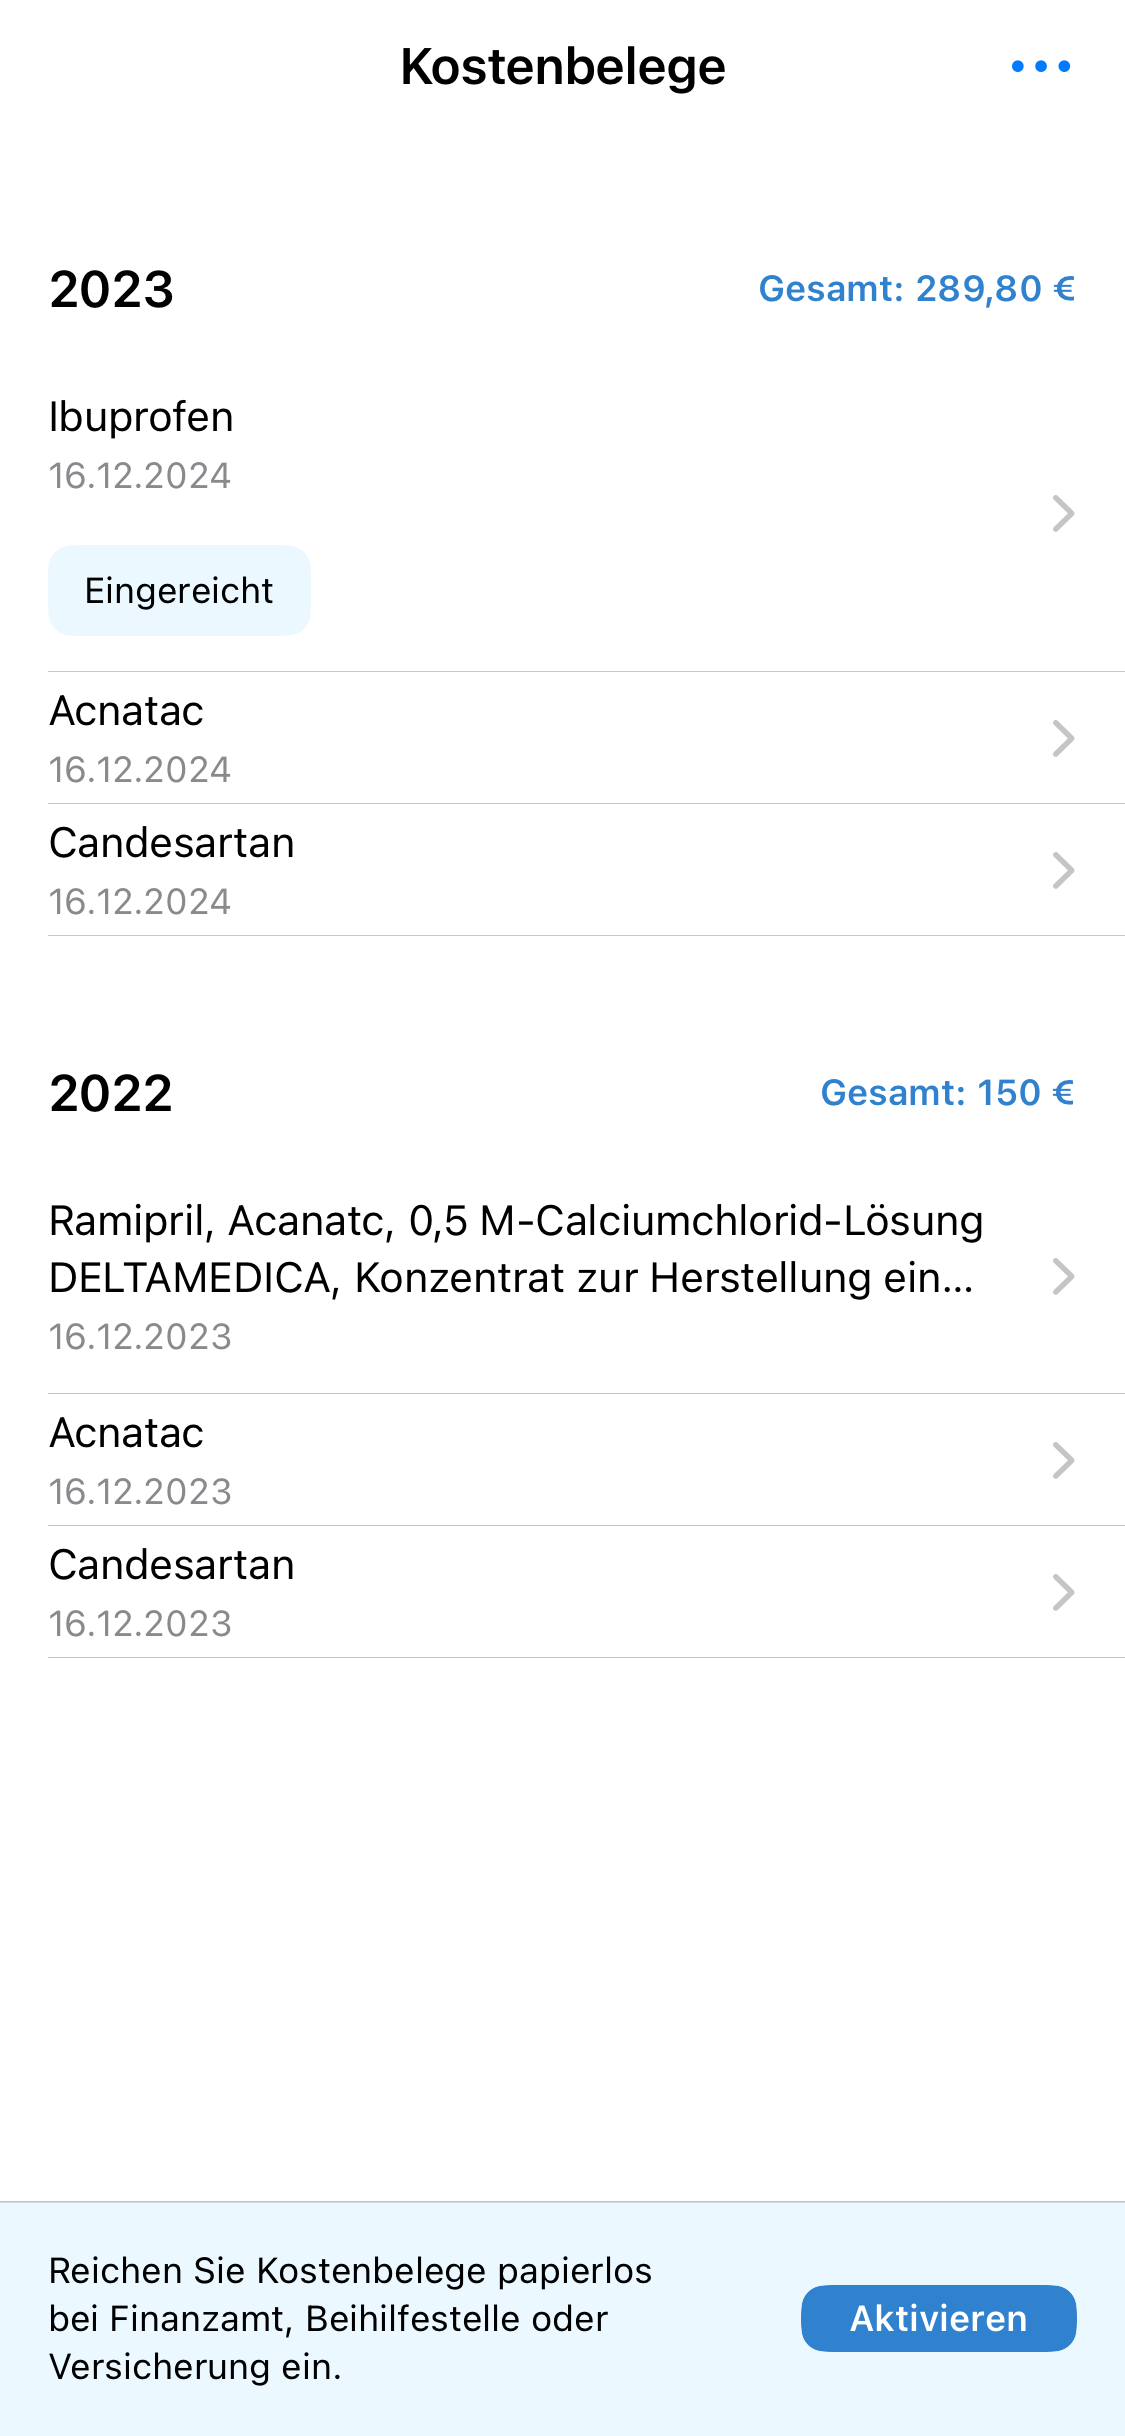 Kostenbelege
2023
Gesamt: 289,80 €
Ibuprofen
16.12.2024
Eingereicht
Acnatac
16.12.2024
Candesartan
16.12.2024
2022
Gesamt: 150 €
Ramipril, Acanatc, 0,5 M-Calciumchlorid-Lösung
DELTAMEDICA, Konzentrat zur Herstellung ein...
16.12.2023
Acnatac
16.12.2023
Candesartan
16.12.2023
Reichen Sie Kostenbelege papierlos
bei Finanzamt, Beihilfestelle oder
Versicherung ein.
Aktivieren